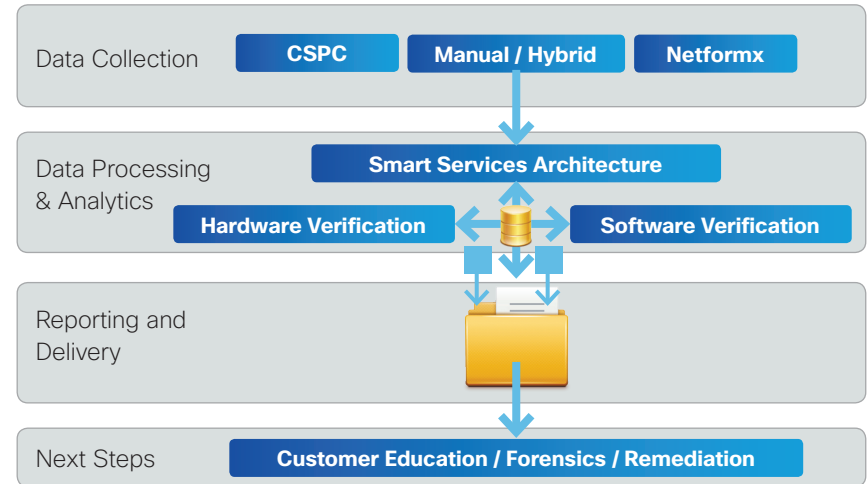 Data Collection
CSPC
Manual / Hybrid
Netformx
Data Processing
& Analytics
Smart Services Architecture
Hardware Verification
Software Verification
Reporting and
Delivery
Next Steps
Customer Education / Forensics / Remediation